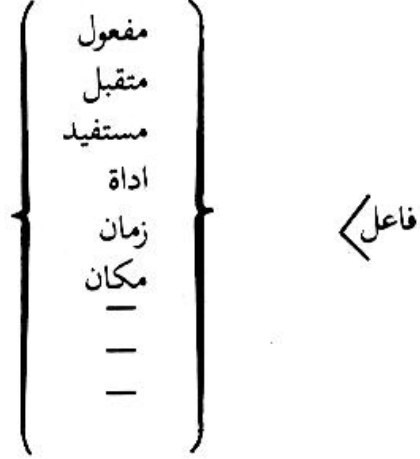 مفعول
متقبل
مستفيد
اداة
زمان
مكان
فاعل